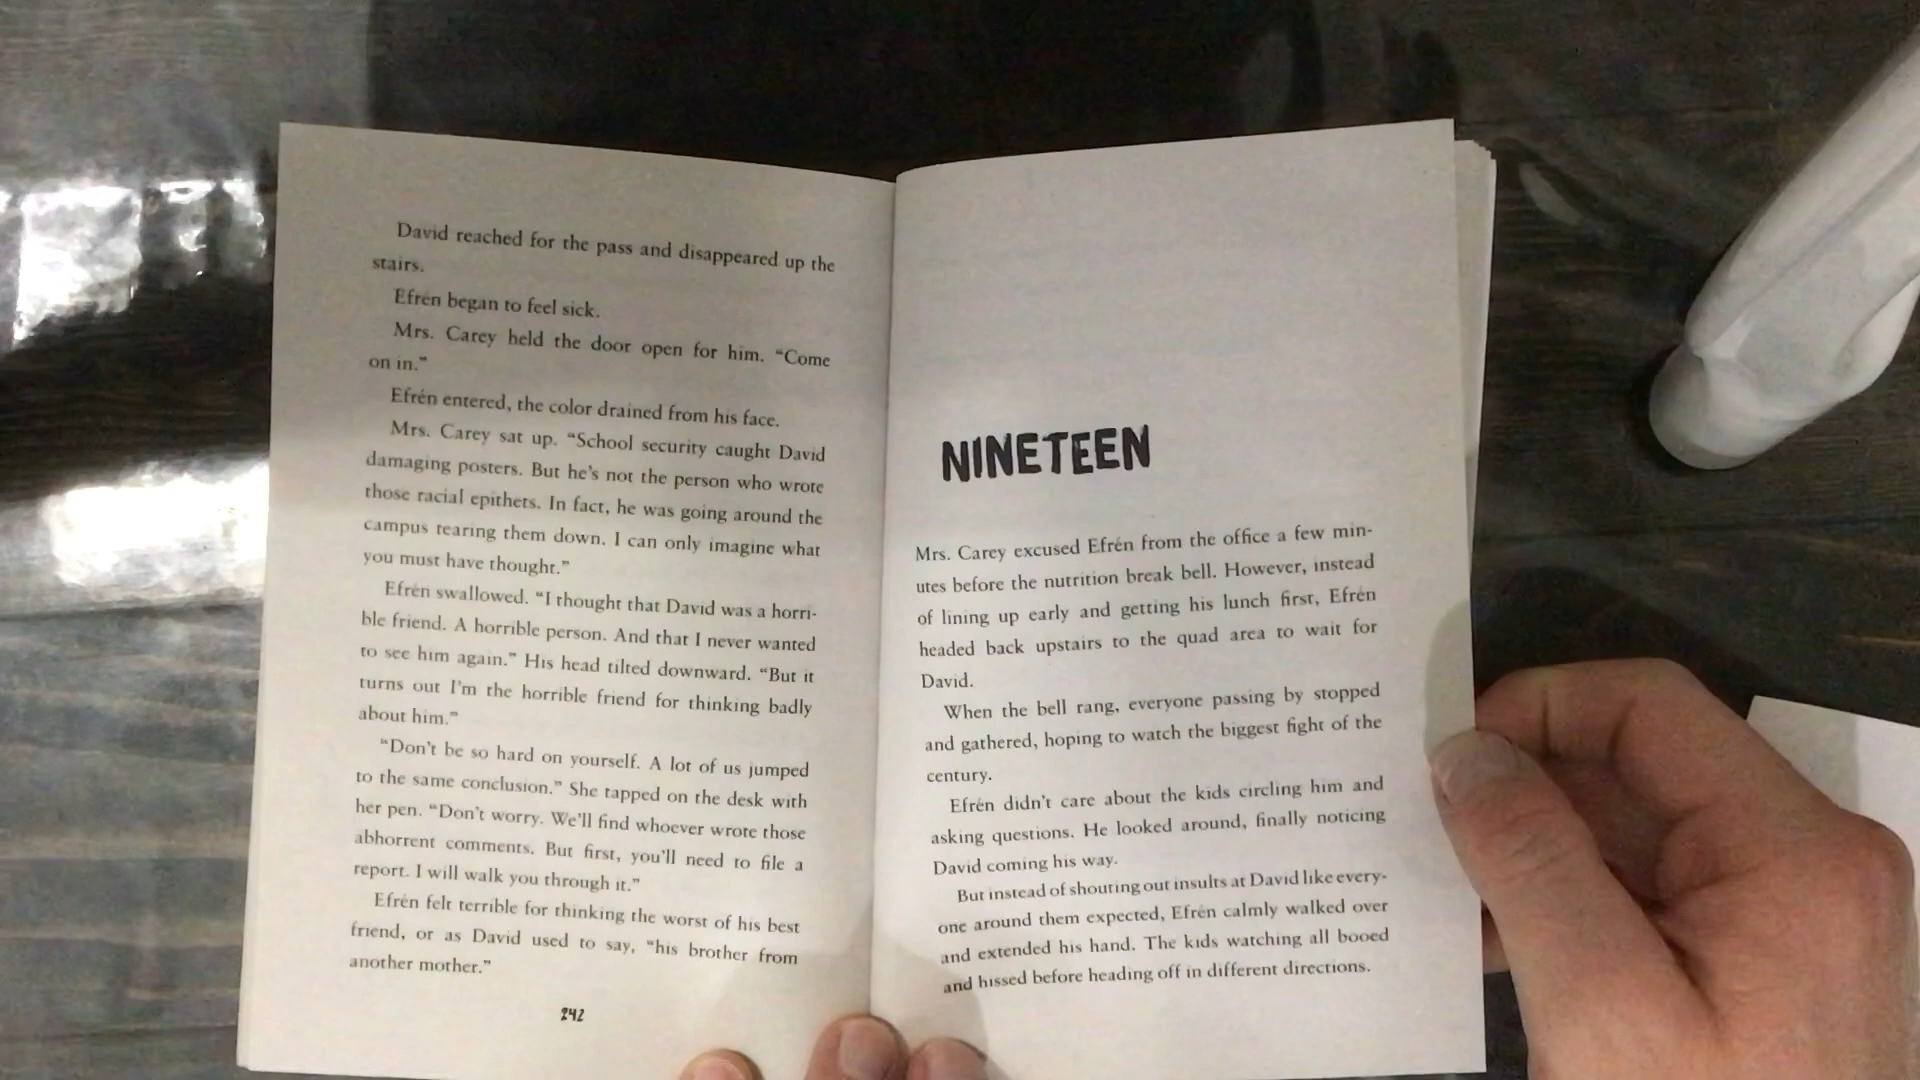 David reached for the pass and disappeared up the
stairs.
Efrén began to feel sick.
Mrs. Carey held the door open for him. “Come
on in.”
Efrén entered, the color drained from his face.
Mrs. Carey sat up. “School security caught David
damaging posters. But he’s not the person who wrote
those racial epithets. In fact, he was going around the
campus tearing them down. I can only imagine what
you must have thought.”
Efrén swallowed. “I thought that David was a horri-
ble friend. A horrible person. And that I never wanted
to see him again.” His head tilted downward. “But it
turns out I’m the horrible friend for thinking badly
about him.”
“Don’t be so hard on yourself. A lot of us jumped
to the same conclusion.” She tapped on the desk with
her pen. “Don’t worry. We’ll find whoever wrote those
abhorrent comments. But first, you’ll need to file a
report. I will walk you through it.”
Efrén felt terrible for thinking the worst of his best
friend, or as David used to say, “his brother from
another mother.”
242
NINETEEN
Mrs. Carey excused Efrén from the office a few min-
utes before the nutrition break bell. However, instead
of lining up early and getting his lunch first, Efrén
headed back upstairs to the quad area to wait for
David.
When the bell rang, everyone passing by stopped
and gathered, hoping to watch the biggest fight of the
century.
Efrén didn’t care about the kids circling him and
asking questions. He looked around, finally noticing
David coming his way.
But instead of shouting out insults at David like every-
one around them expected, Efrén calmly walked over
and extended his hand. The kids watching all booed
and hissed before heading off in different directions.